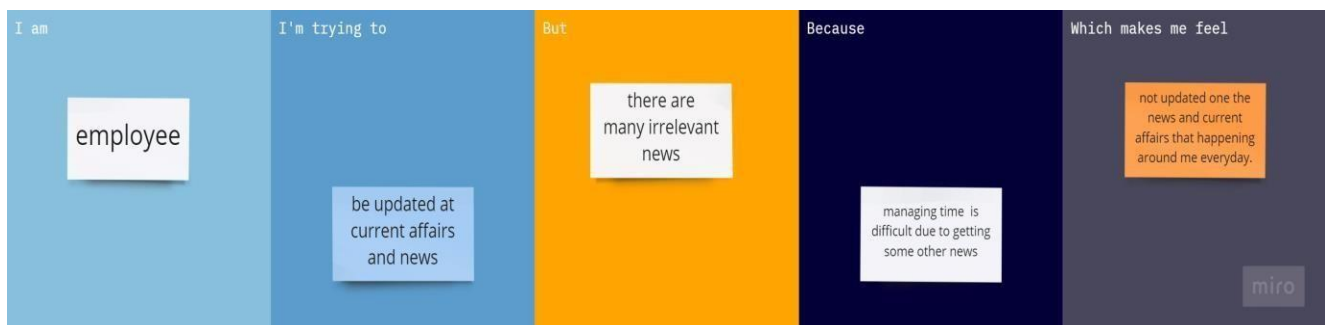 I am
employee
I'm trying to
be updated at
current affairs
and news
But
there are
many irrelevant
news
Because
managing time is
difficult due to getting
some other news
Which makes me feel
not updated one the
news and current
affairs that happening
around me everyday.
miro